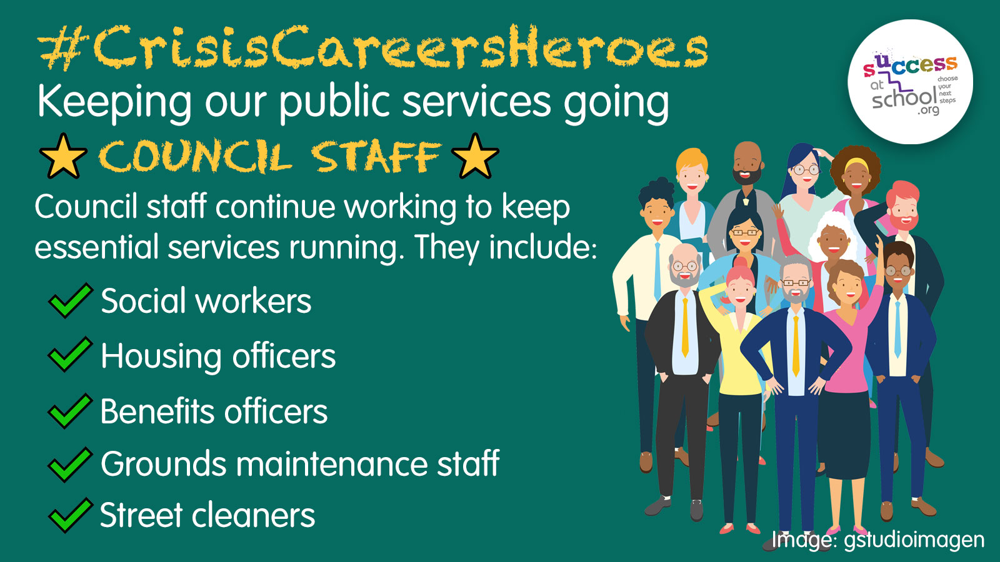 #CrisisCareersHeroes
Keeping our public services going
COUNCIL STAFF
Council staff continue working to keep
essential services running. They include:
Social workers
Housing officers
Benefits officers
Grounds maintenance staff
Street cleaners
success
at
school
.org
choose
your
next
steps
Image: gstudioimagen